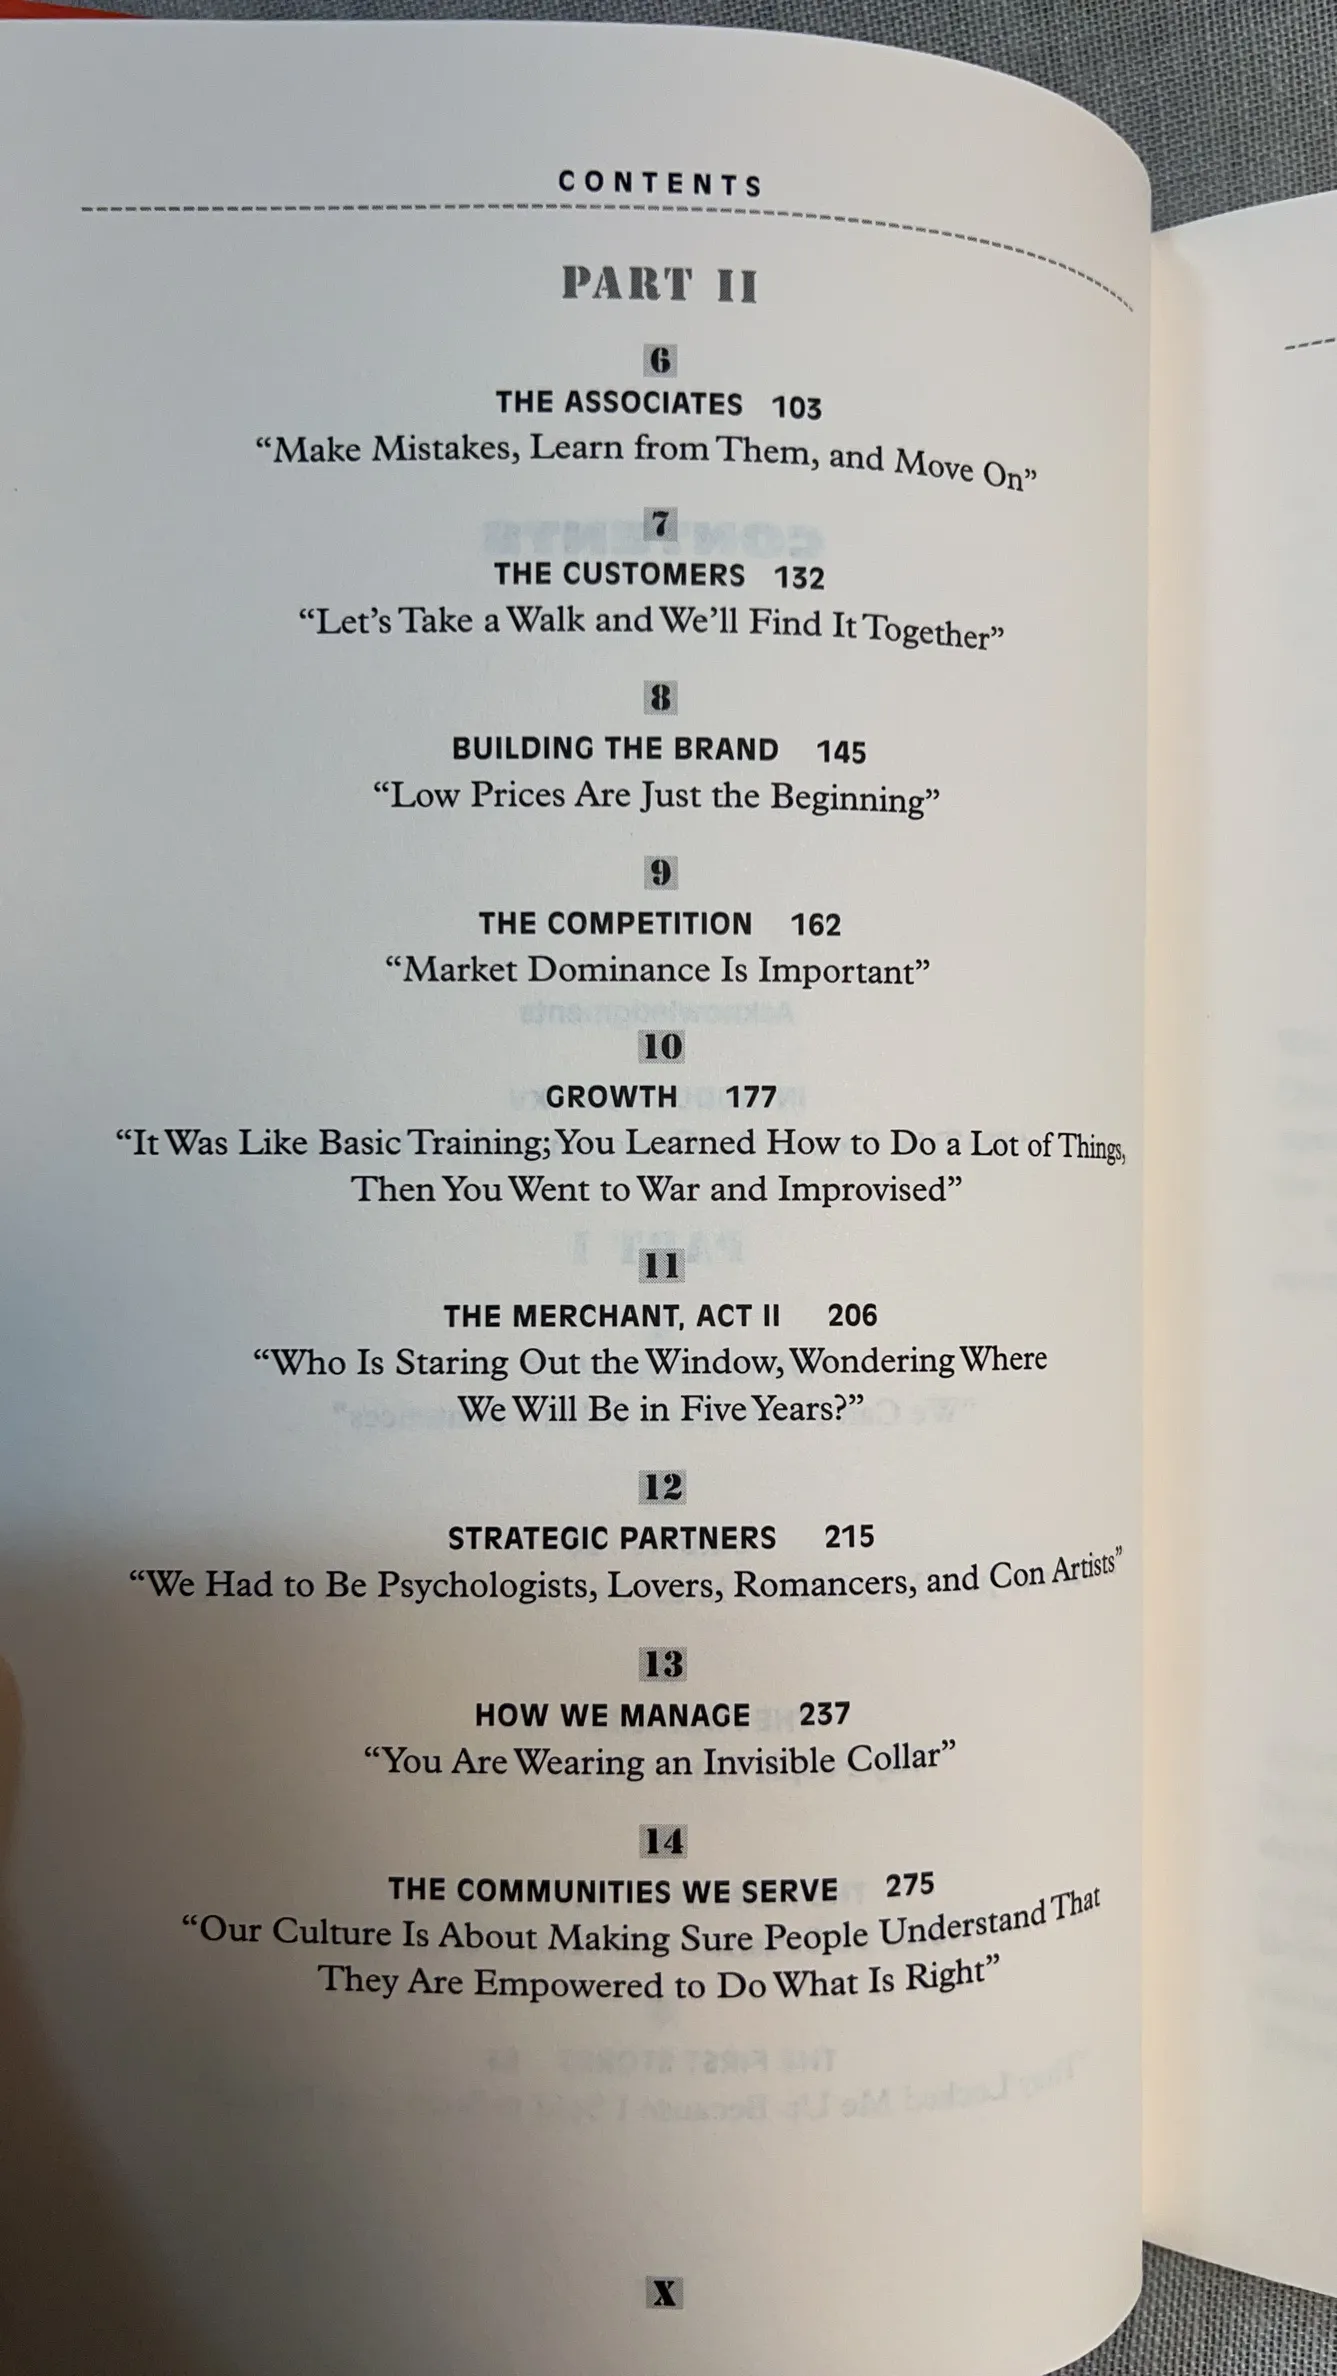 CONTENTS
PART II
6
THE ASSOCIATES 103
“Make Mistakes, Learn from Them, and Move On”
7
THE CUSTOMERS 132
“Let’s Take a Walk and We’ll Find It Together”
8
BUILDING THE BRAND 145
“Low Prices Are Just the Beginning”
9
THE COMPETITION 162
“Market Dominance Is Important”
10
GROWTH 177
“It Was Like Basic Training; You Learned How to Do a Lot of Things,
Then You Went to War and Improvised”
11
THE MERCHANT, ACT II 206
“Who Is Staring Out the Window, Wondering Where
We Will Be in Five Years?”
12
STRATEGIC PARTNERS 215
“We Had to Be Psychologists, Lovers, Romancers, and Con Artists”
13
HOW WE MANAGE 237
“You Are Wearing an Invisible Collar”
14
THE COMMUNITIES WE SERVE 275
“Our Culture Is About Making Sure People Understand That
They Are Empowered to Do What Is Right”
X